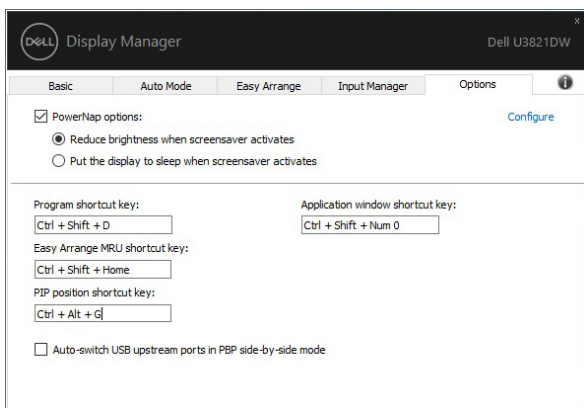 DELL Display Manager
Dell U3821DW
x
Basic Auto Mode Easy Arrange Input Manager Options
PowerNap options:
Configure
Reduce brightness when screensaver activates
Put the display to sleep when screensaver activates
Program shortcut key:
Application window shortcut key:
Ctrl + Shift + D
Ctrl + Shift + Num 0
Easy Arrange MRU shortcut key:
Ctrl + Shift + Home
PIP position shortcut key:
Ctrl + Alt + G
Auto-switch USB upstream ports in PBP side-by-side mode